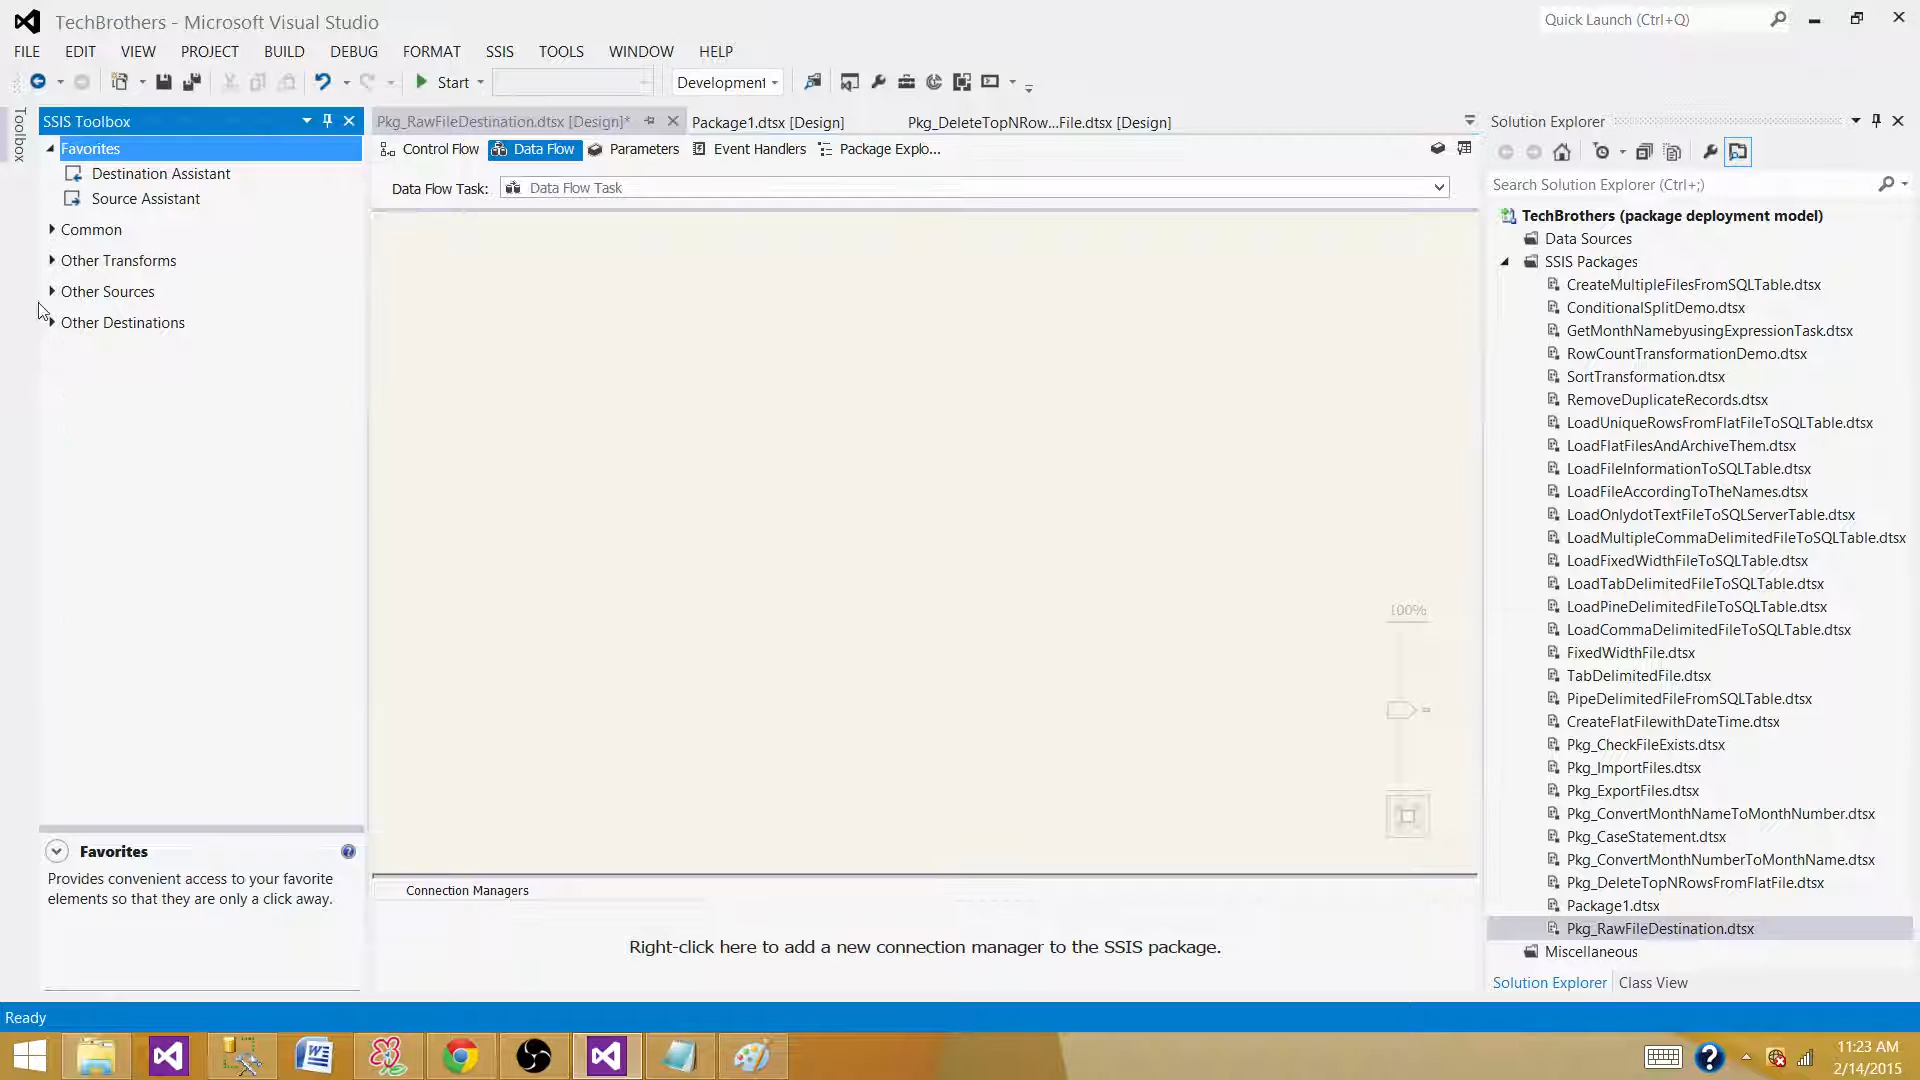 TechBrothers - Microsoft Visual Studio
Quick Launch (Ctrl+Q)
FILE EDIT VIEW PROJECT BUILD DEBUG FORMAT SSIS TOOLS WINDOW HELP
Start Development
Toolbox
SSIS Toolbox
Favorites
Destination Assistant
Source Assistant
Common
Other Transforms
Other Sources
Other Destinations
Favorites
Provides convenient access to your favorite
elements so that they are only a click away.
Pkg_RawFileDestination.dtsx [Design]* Package1.dtsx [Design] Pkg_DeleteTopNRow...File.dtsx [Design]
Control Flow Data Flow Parameters Event Handlers Package Explo...
Data Flow Task: Data Flow Task
100%
Connection Managers
Right-click here to add a new connection manager to the SSIS package.
Solution Explorer
Search Solution Explorer (Ctrl+;)
TechBrothers (package deployment model)
Data Sources
SSIS Packages
CreateMultipleFilesFromSQLTable.dtsx
ConditionalSplitDemo.dtsx
GetMonthNamebyusingExpressionTask.dtsx
RowCountTransformationDemo.dtsx
SortTransformation.dtsx
RemoveDuplicateRecords.dtsx
LoadUniqueRowsFromFlatFileToSQLTable.dtsx
LoadFlatFilesAndArchiveThem.dtsx
LoadFileInformationToSQLTable.dtsx
LoadFileAccordingToTheNames.dtsx
LoadOnlydotTextFileToSQLServerTable.dtsx
LoadMultipleCommaDelimitedFileToSQLTable.dtsx
LoadFixedWidthFileToSQLTable.dtsx
LoadTabDelimitedFileToSQLTable.dtsx
LoadPineDelimitedFileToSQLTable.dtsx
LoadCommaDelimitedFileToSQLTable.dtsx
FixedWidthFile.dtsx
TabDelimitedFile.dtsx
PipeDelimitedFileFromSQLTable.dtsx
CreateFlatFilewithDateTime.dtsx
Pkg_CheckFileExists.dtsx
Pkg_ImportFiles.dtsx
Pkg_ExportFiles.dtsx
Pkg_ConvertMonthNameToMonthNumber.dtsx
Pkg_CaseStatement.dtsx
Pkg_ConvertMonthNumberToMonthName.dtsx
Pkg_DeleteTopNRowsFromFlatFile.dtsx
Package1.dtsx
Pkg_RawFileDestination.dtsx
Miscellaneous
Solution Explorer Class View
Ready
11:23 AM
2/14/2015